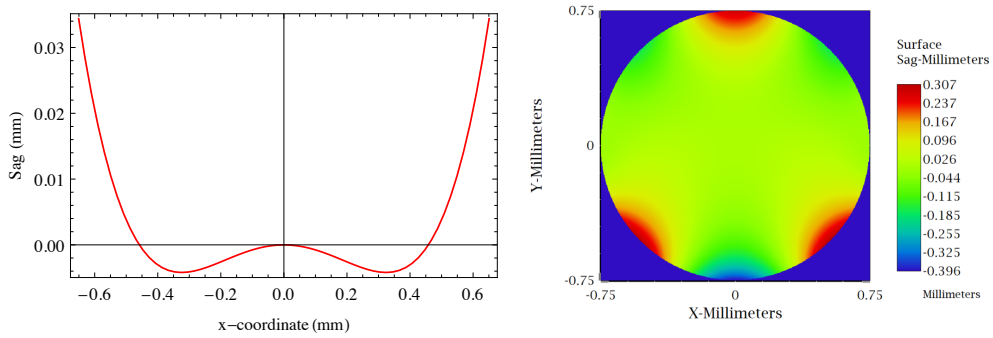 0.03
0.02
0.01
0.00
Sag (mm)
−0.6 −0.4 −0.2 0.0 0.2 0.4 0.6
x−coordinate (mm)
0.75
0
-0.75
Y-Millimeters
-0.75 0 0.75
X-Millimeters
Surface
Sag-Millimeters
0.307
0.237
0.167
0.096
0.026
-0.044
-0.115
-0.185
-0.255
-0.325
-0.396
Millimeters